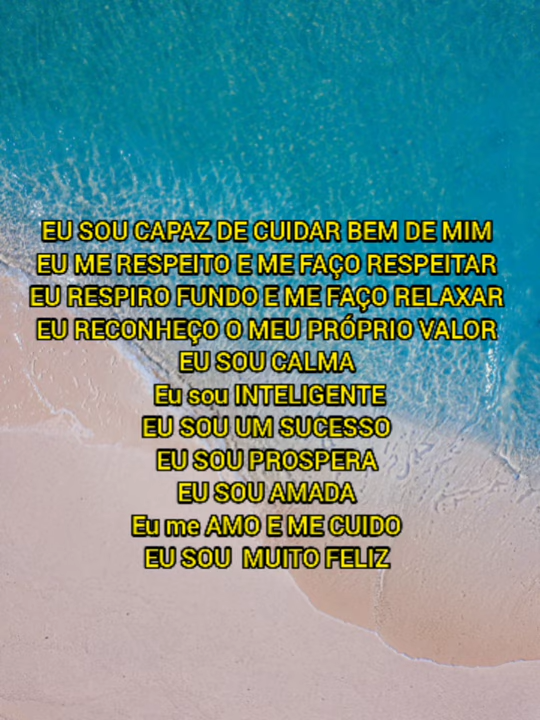 EU SOU CAPAZ DE CUIDAR BEM DE MIM
EU ME RESPEITO E ME FAÇO RESPEITAR
EU RESPIRO FUNDO E ME FAÇO RELAXAR
EU RECONHEÇO O MEU PRÓPRIO VALOR
EU SOU CALMA
Eu sou INTELIGENTE
EU SOU UM SUCESSO
EU SOU PROSPERA
EU SOU AMADA
Eu me AMO E ME CUIDO
EU SOU  MUITO FELIZ